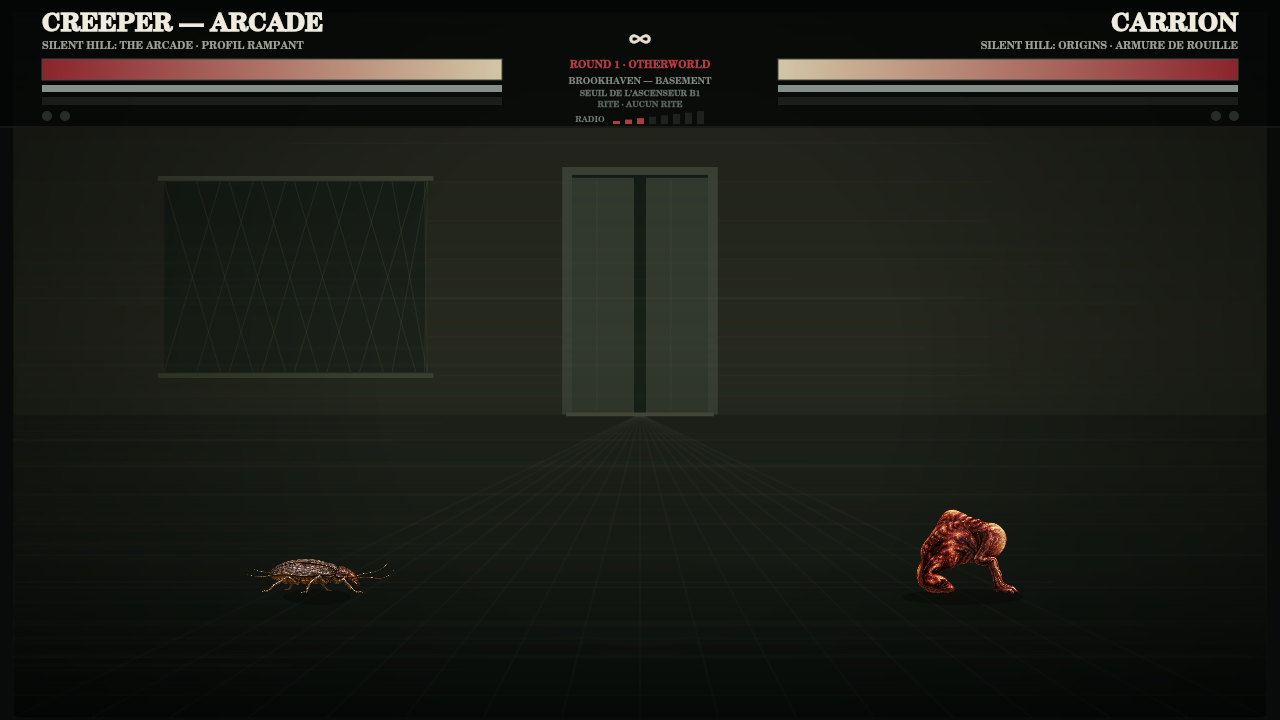 CREEPER — ARCADE
SILENT HILL: THE ARCADE · PROFIL RAMPANT
∞
ROUND 1 · OTHERWORLD
BROOKHAVEN — BASEMENT
SEUIL DE L'ASCENSEUR B1
RITE · AUCUN RITE
RADIO
CARRION
SILENT HILL: ORIGINS · ARMURE DE ROUILLE